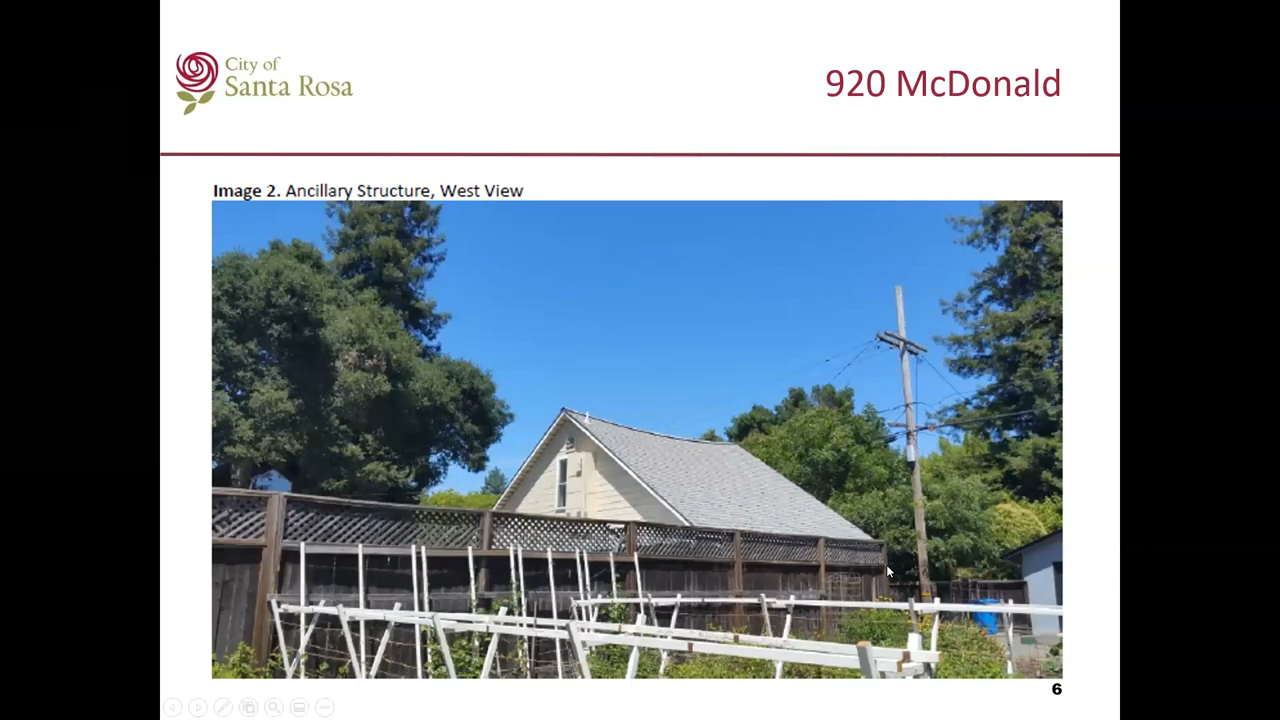 City of
Santa Rosa
920 McDonald
Image 2. Ancillary Structure, West View
6